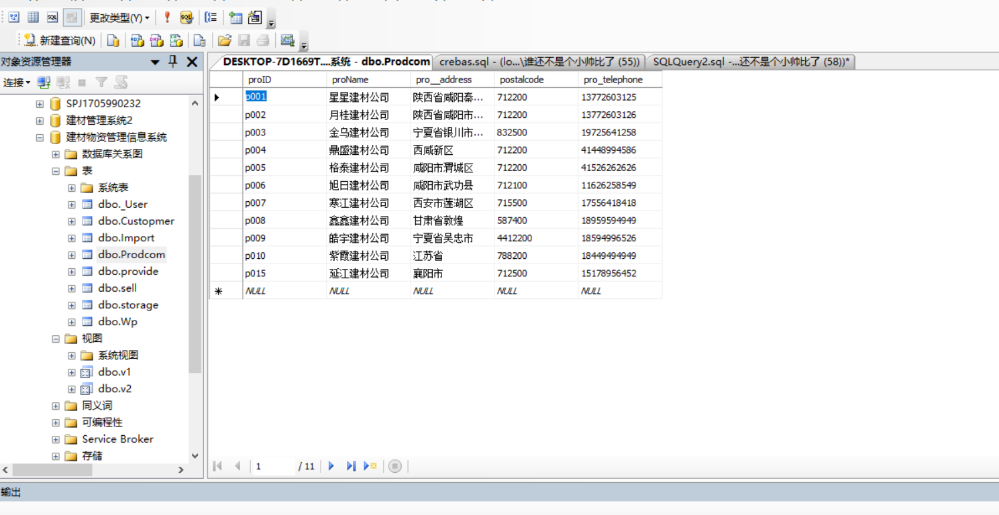 更改类型(Y)
SQL
新建查询(N)
对象资源管理器
连接
SPJ1705990232
建材管理系统2
建材物资管理信息系统
数据库关系图
表
系统表
dbo._User
dbo.Custopmer
dbo.Import
dbo.Prodcom
dbo.provide
dbo.sell
dbo.storage
dbo.Wp
视图
系统视图
dbo.v1
dbo.v2
同义词
可编程性
Service Broker
存储
DESKTOP-7D1669T....系统 - dbo.Prodcom crebas.sql - (lo...\谁还不是个小帅比了 (55)) SQLQuery2.sql -...还不是个小帅比了 (58))*
proID proName pro__address postalcode pro_telephone
p001 星星建材公司 陕西省咸阳秦... 712200 13772603125
p002 月桂建材公司 陕西省咸阳市... 712200 13772603126
p003 金乌建材公司 宁夏省银川市... 832500 19725641258
p004 鼎盛建材公司 西咸新区 712200 41448994586
p005 格泰建材公司 咸阳市渭城区 712200 41526262626
p006 旭日建材公司 咸阳市武功县 712100 11626258549
p007 寒江建材公司 西安市莲湖区 715500 17556418418
p008 鑫鑫建材公司 甘肃省敦煌 587400 18959594949
p009 皓宇建材公司 宁夏省吴忠市 4412200 18594996526
p010 紫霞建材公司 江苏省 788200 18449494949
p015 延江建材公司 襄阳市 712500 15178956452
NULL NULL NULL NULL NULL
1 / 11
输出